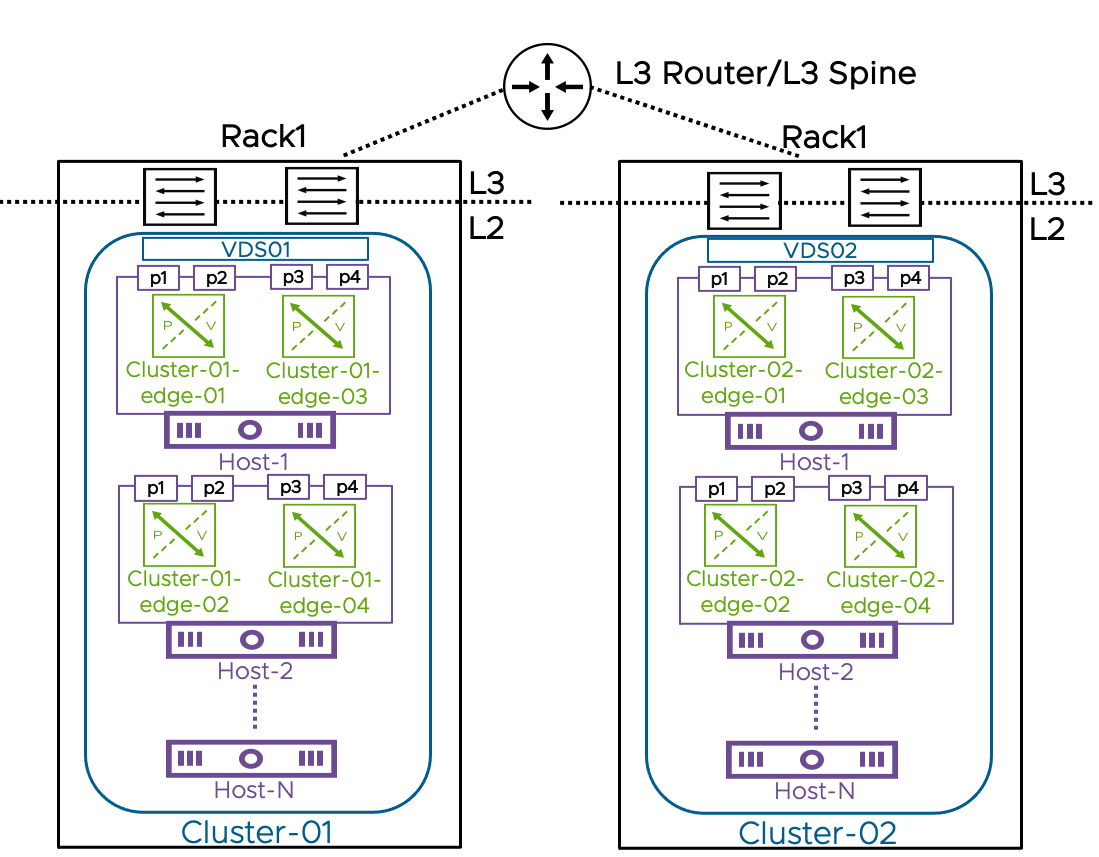 L3 Router/L3 Spine
Rack1
L3
L2
VDS01
p1 p2 p3 p4
P V P V
Cluster-01-
edge-01
Cluster-01-
edge-03
Host-1
p1 p2 p3 p4
P V P V
Cluster-01-
edge-02
Cluster-01-
edge-04
Host-2
Host-N
Cluster-01
Rack1
L3
L2
VDS02
p1 p2 p3 p4
P V P V
Cluster-02-
edge-01
Cluster-02-
edge-03
Host-1
p1 p2 p3 p4
P V P V
Cluster-02-
edge-02
Cluster-02-
edge-04
Host-2
Host-N
Cluster-02